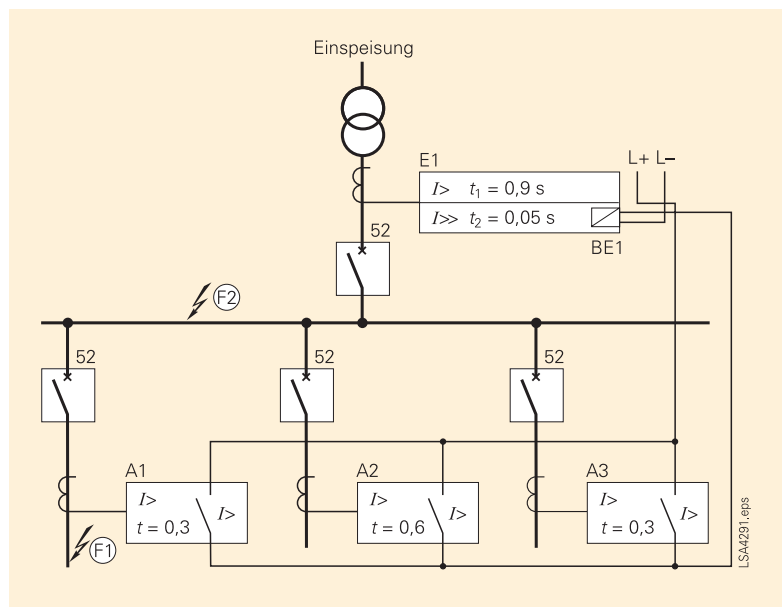 Einspeisung
E1
L+ L–
I> t₁ = 0,9 s
I>> t₂ = 0,05 s
BE1
52
F2
52
52
52
A1
A2
A3
I>
t = 0,3
I>
I>
t = 0,6
I>
I>
t = 0,3
I>
F1
LSA4291.eps